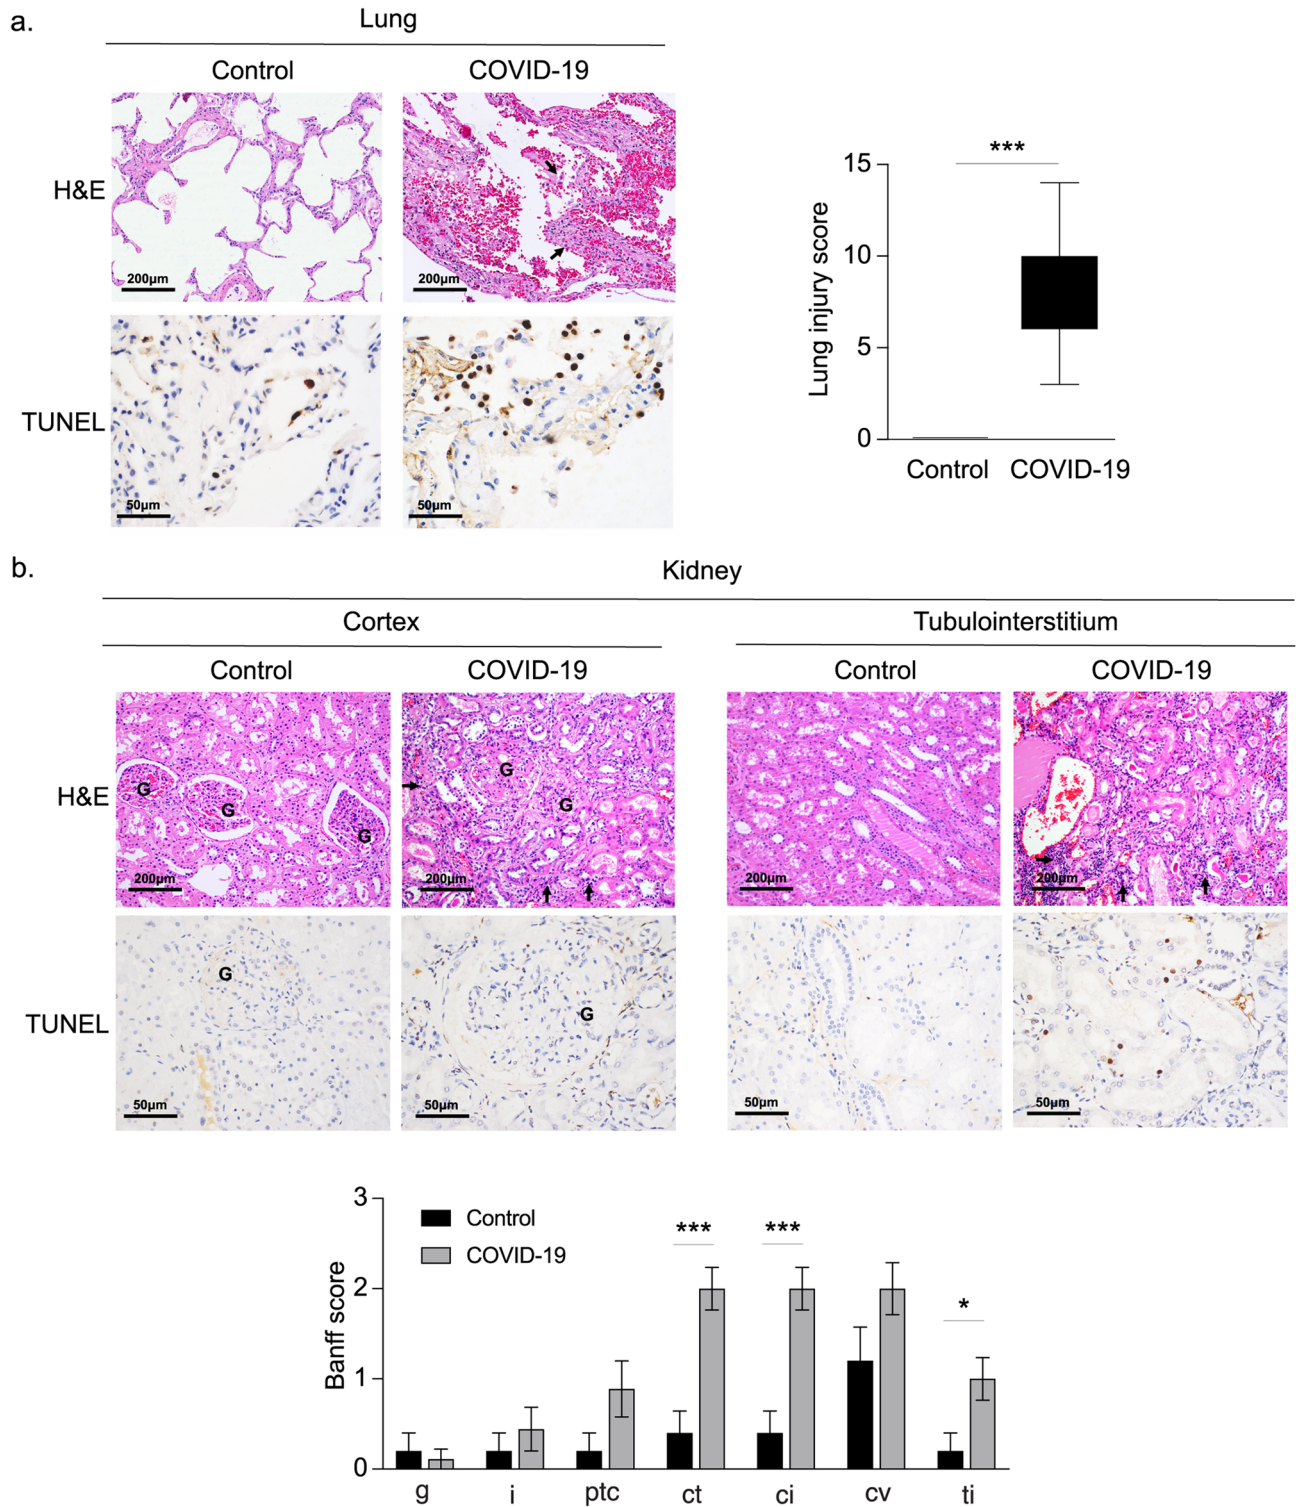 a.
Lung
Control COVID-19
H&E
200µm 200µm
TUNEL
50µm 50µm
***
Lung injury score
15
10
5
0
Control COVID-19
b.
Kidney
Cortex Tubulointerstitium
Control COVID-19 Control COVID-19
H&E
G G G G G
200µm 200µm 200µm 200µm
TUNEL
G G
50µm 50µm 50µm 50µm
Banff score
3
2
1
0
Control
COVID-19
*** *** *
g i ptc ct ci cv ti